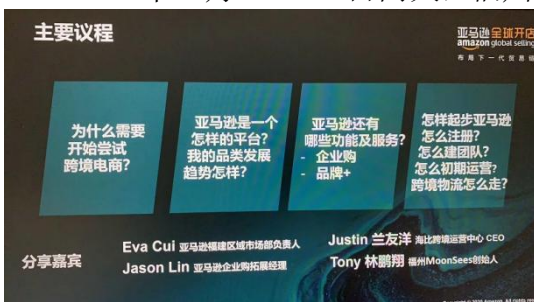 主要议程
亚马逊全球开店
amazon global selling
布局下一代贸易链
为什么需要
开始尝试
跨境电商?
亚马逊是一个
怎样的平台?
我的品类发展
趋势怎样?
亚马逊还有
哪些功能及服务?
- 企业购
- 品牌+
怎样起步亚马逊
怎么注册?
怎么建团队?
怎么初期运营?
跨境物流怎么走?
分享嘉宾
Eva Cui 亚马逊福建区域市场部负责人
Jason Lin 亚马逊企业购拓展经理
Justin 兰友洋 海比跨境运营中心 CEO
Tony 林鹏翔 福州MoonSees创始人